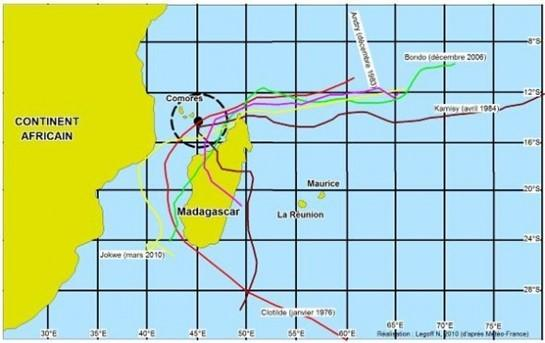 Andry (décembre 1983)
Bondo (décembre 2006)
12°S
Comores
Kamisy (avril 1984)
CONTINENT
AFRICAIN
16°S
Maurice
20°S
Madagascar
La Réunion
24°S
Jokwe (mars 2010)
28°S
Clotilde (janvier 1976)
30°E 40°E 45°E 50°E 55°E 60°E 65°E 70°E 75°E
Réalisation : Legoff N, 2010 (d'après Météo-France)